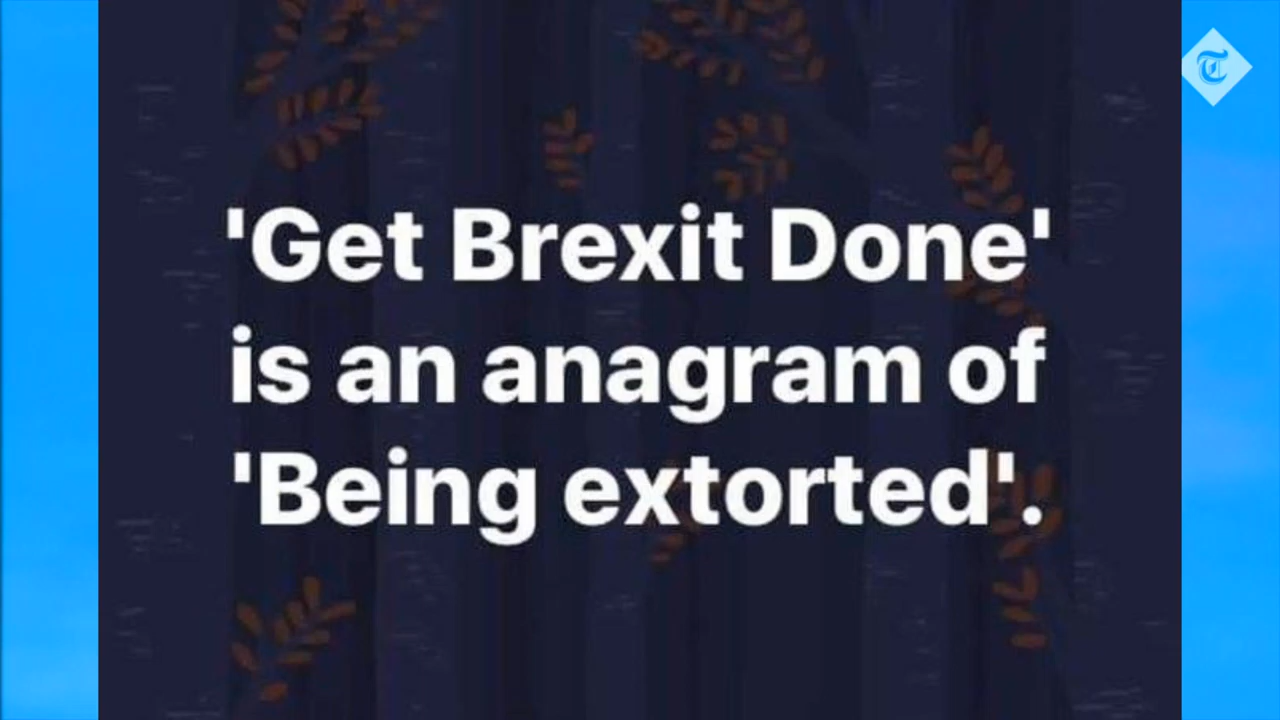 'Get Brexit Done'
is an anagram of
'Being extorted'.
T